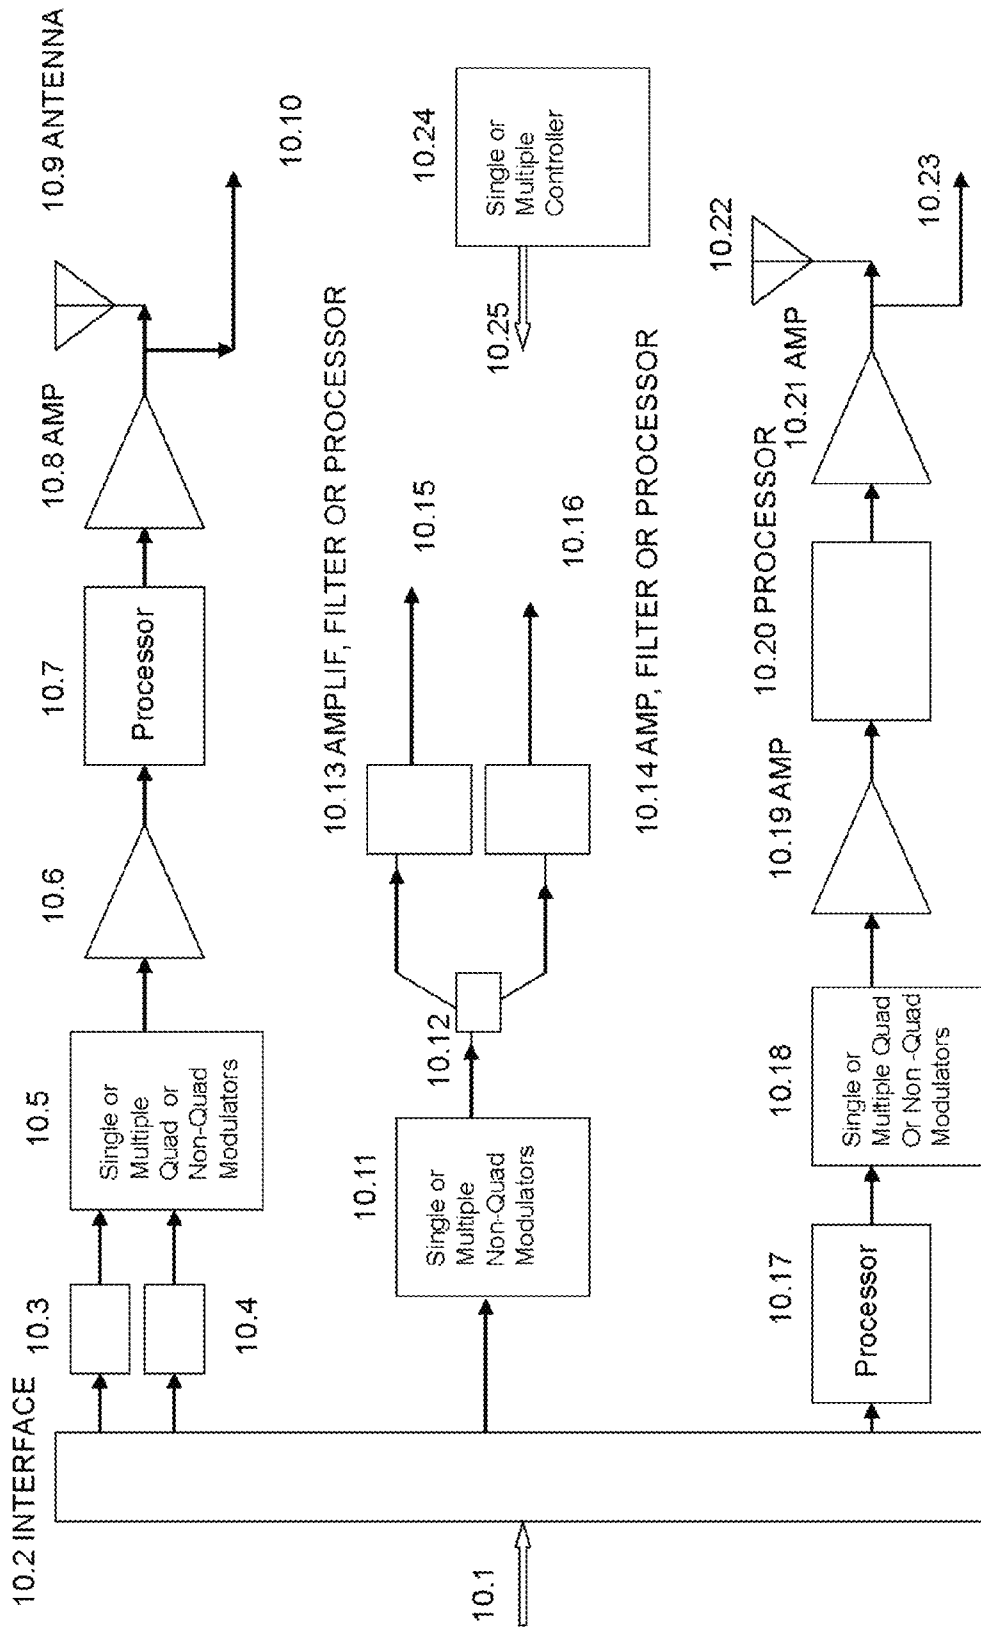 10.1
10.2 INTERFACE
10.3
10.4
10.5
Single or
Multiple
Quad or
Non-Quad
Modulators
10.6
10.7
Processor
10.8 AMP
10.9 ANTENNA
10.10
10.11
Single or
Multiple
Non-Quad
Modulators
10.12
10.13 AMPLIF, FILTER OR PROCESSOR
10.15
10.16
10.14 AMP, FILTER OR PROCESSOR
10.24
Single or
Multiple
Controller
10.25
10.17
Processor
10.18
Single or
Multiple Quad
Or Non -Quad
Modulators
10.19 AMP
10.20 PROCESSOR
10.21 AMP
10.22
10.23